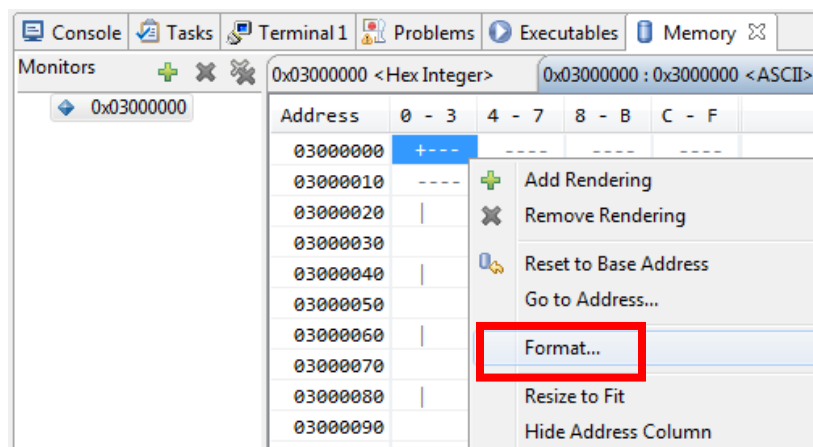 Console Tasks Terminal 1 Problems Executables Memory
Monitors
0x03000000 <Hex Integer> 0x03000000 : 0x3000000 <ASCII>
0x03000000
Address 0 - 3 4 - 7 8 - B C - F
03000000 +--- ---- ---- ----
03000010 ----
03000020 |
03000030
03000040 |
03000050
03000060 |
03000070
03000080 |
03000090
Add Rendering
Remove Rendering
Reset to Base Address
Go to Address...
Format...
Resize to Fit
Hide Address Column